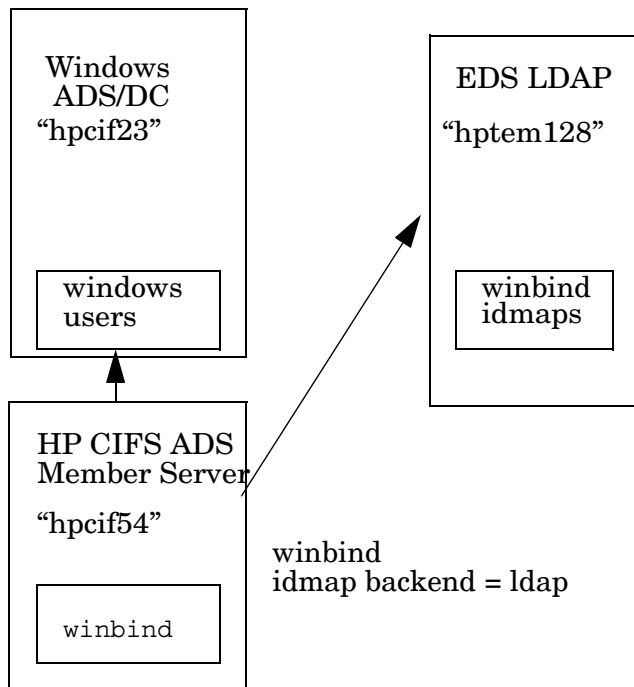 Windows
ADS/DC
“hpcif23”
windows
users
EDS LDAP
“hptem128”
winbind
idmaps
HP CIFS ADS
Member Server
“hpcif54”
winbind
winbind
idmap backend = ldap